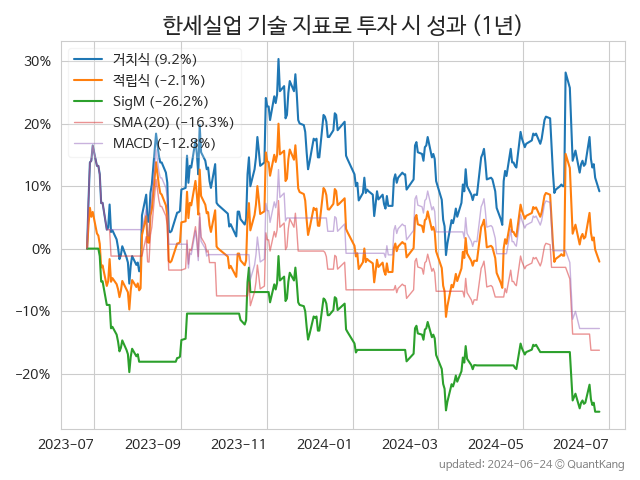 한세실업 기술 지표로 투자 시 성과 (1년)
거치식 (9.2%)
적립식 (−2.1%)
SigM (−26.2%)
SMA(20) (−16.3%)
MACD (−12.8%)
30%
20%
10%
0%
−10%
−20%
2023-07
2023-09
2023-11
2024-01
2024-03
2024-05
2024-07
updated: 2024-06-24 © QuantKang